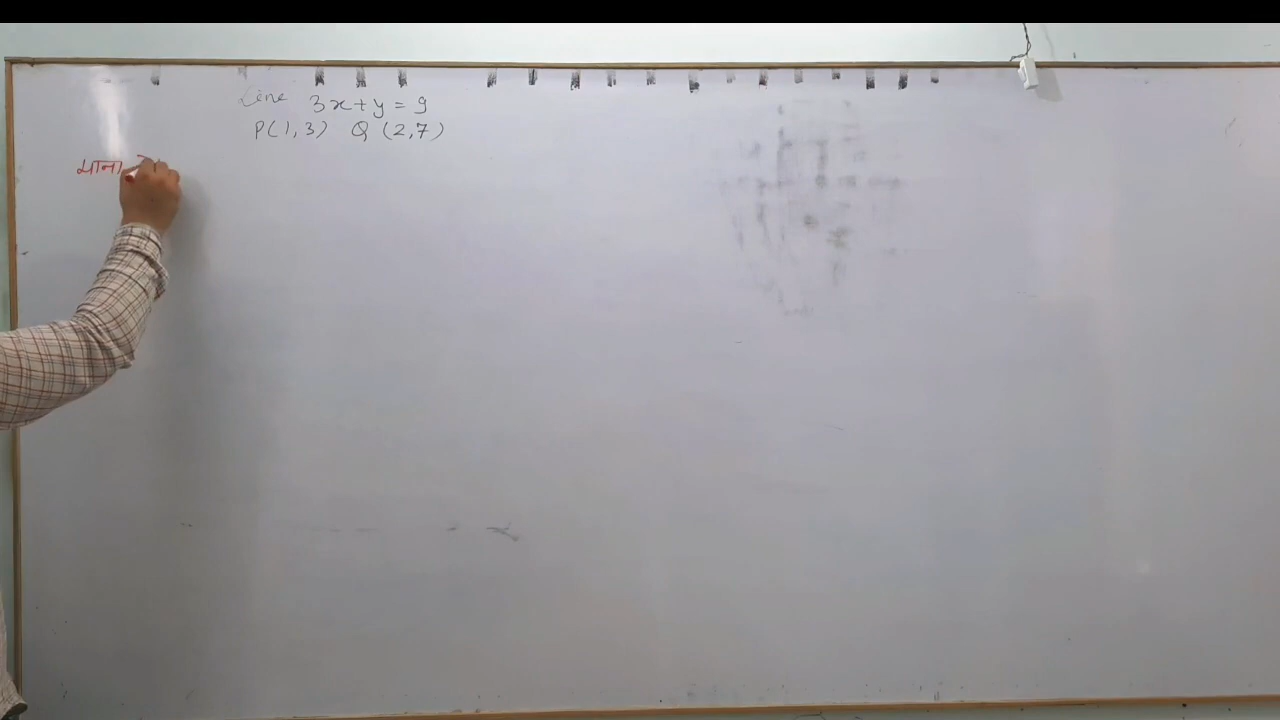 Line 3x+y = 9
P(1,3) Q (2,7)
माना